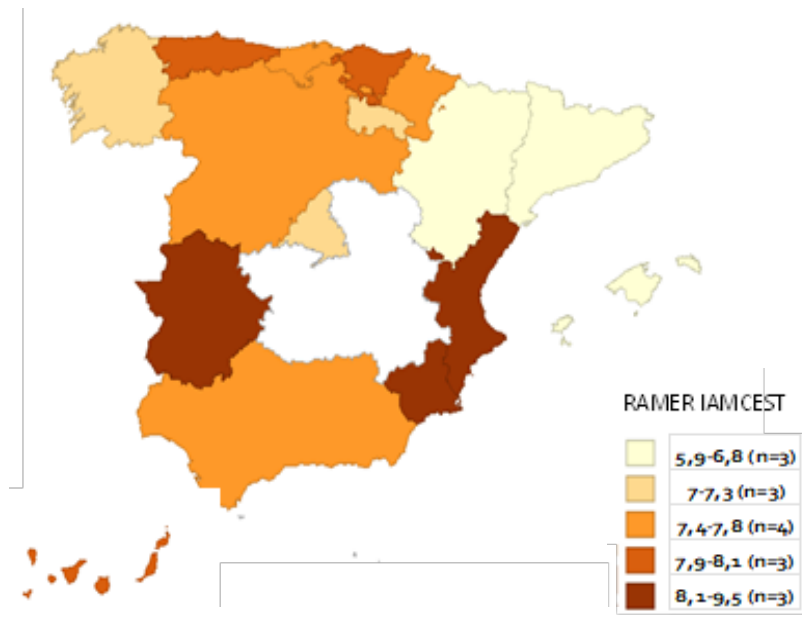 RAMER IAMCEST
5,9-6,8 (n=3)
7-7,3 (n=3)
7,4-7,8 (n=4)
7,9-8,1 (n=3)
8,1-9,5 (n=3)